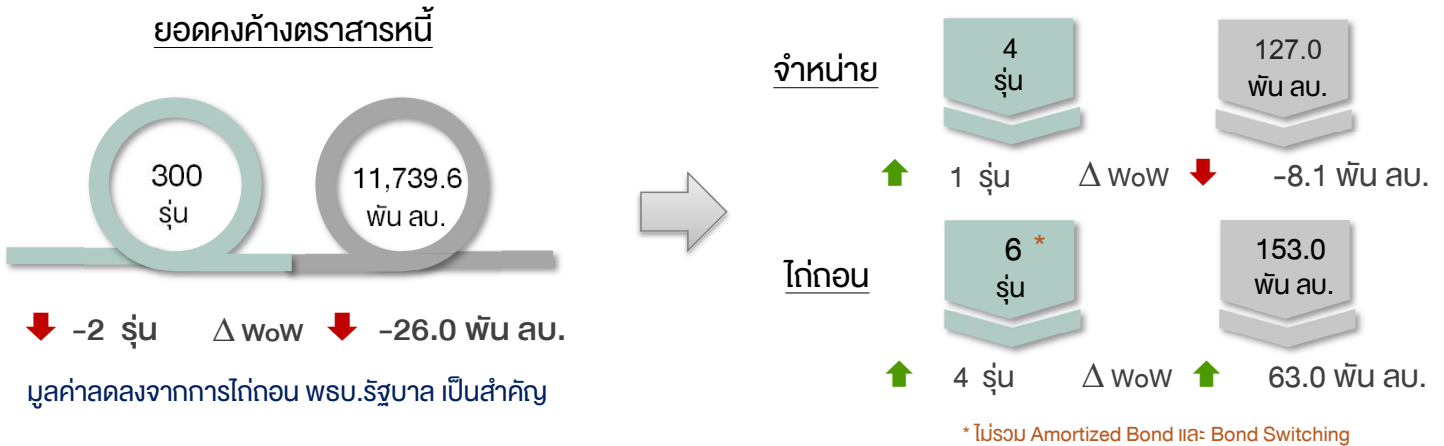 ยอดคงค้างตราสารหนี้
300
รุ่น
11,739.6
พัน ลบ.
-2 รุ่น Δ WoW -26.0 พัน ลบ.
มูลค่าลดลงจากการไถ่ถอน พธบ.รัฐบาล เป็นสำคัญ
จำหน่าย
4
รุ่น
127.0
พัน ลบ.
1 รุ่น Δ WoW -8.1 พัน ลบ.
ไถ่ถอน
6 *
รุ่น
153.0
พัน ลบ.
4 รุ่น Δ WoW 63.0 พัน ลบ.
* ไม่รวม Amortized Bond และ Bond Switching